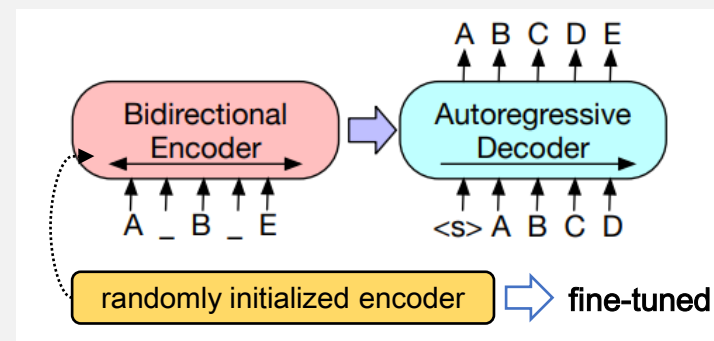 A B C D E
Bidirectional
Encoder
Autoregressive
Decoder
A _ B _ E
<s> A B C D
randomly initialized encoder
fine-tuned